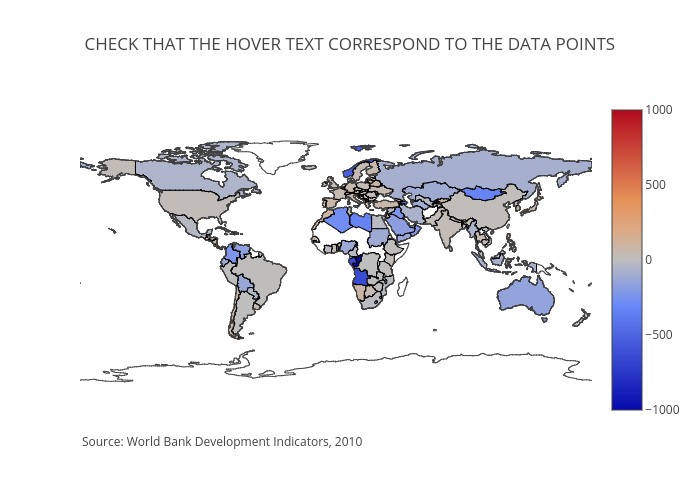 CHECK THAT THE HOVER TEXT CORRESPOND TO THE DATA POINTS
1000
500
0
−500
−1000
Source: World Bank Development Indicators, 2010